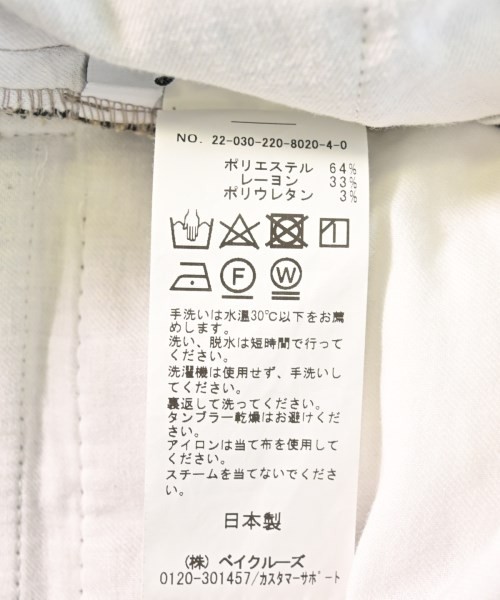 NO. 22-030-220-8020-4-0
ポリエステル 64%
レーヨン 33%
ポリウレタン 3%
F W
手洗いは水温30℃以下をお薦
めします。
洗い、脱水は短時間で行って
ください。
洗濯機は使用せず、手洗いし
てください。
裏返して洗ってください。
タンブラー乾燥はお避けくださ
い。
アイロンは当て布を使用して
ください。
スチームを当てないでくださ
い。
日本製
(株) ベイクルーズ
0120-301457/カスタマーサポート